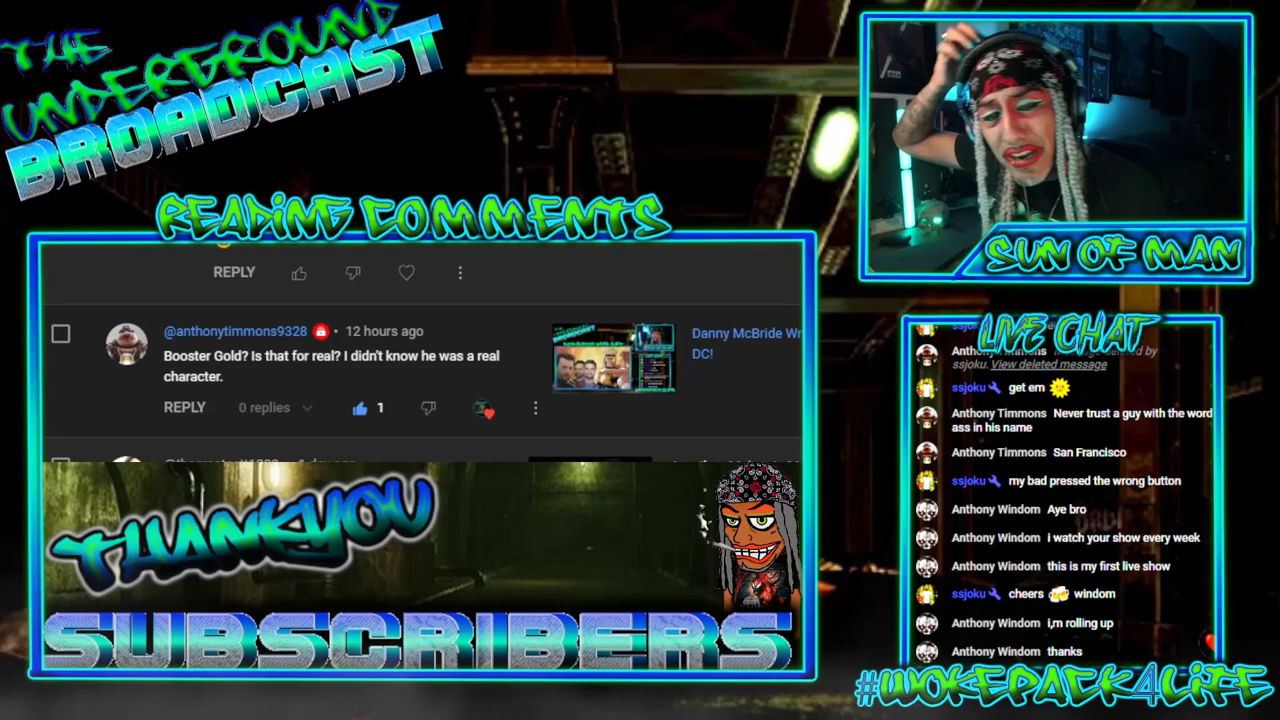 THE
UNDERGROUND
BROADCAST
READING COMMENTS
REPLY
@anthonytimmons9328 • 12 hours ago
Booster Gold? Is that for real? I didn't know he was a real
character.
REPLY 0 replies 1
Danny McBride Wr
DC!
THANKYOU
SUBSCRIBERS
SUN OF MAN
LIVE CHAT
ssjoku. View deleted message
ssjoku get em
Anthony Timmons Never trust a guy with the word
ass in his name
Anthony Timmons San Francisco
ssjoku my bad pressed the wrong button
Anthony Windom Aye bro
Anthony Windom i watch your show every week
Anthony Windom this is my first live show
ssjoku cheers windom
Anthony Windom i,m rolling up
Anthony Windom thanks
#WOKEPACK4LIFE